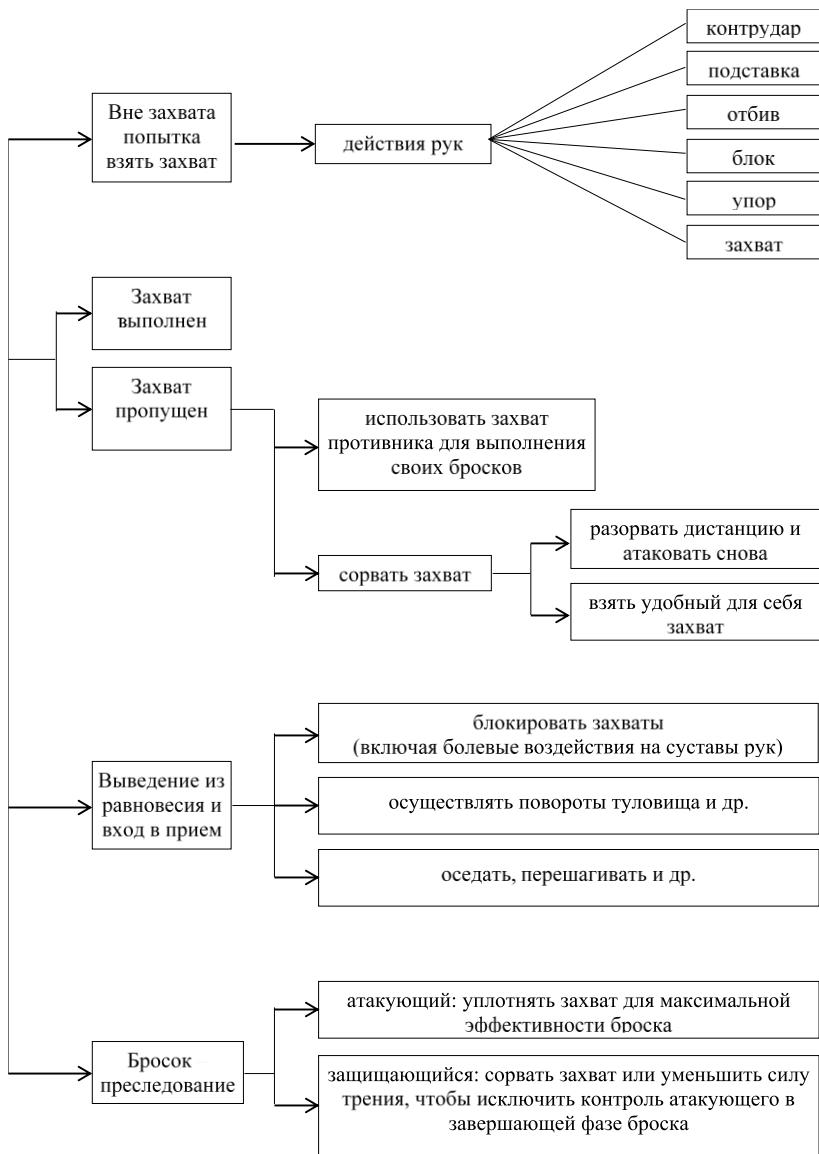 контрудар
подставка
отбив
блок
упор
захват
Вне захвата
попытка
взять захват
действия рук
Захват
выполнен
Захват
пропущен
использовать захват
противника для выполнения
своих бросков
сорвать захват
разорвать дистанцию и
атаковать снова
взять удобный для себя
захват
Выведение из
равновесия и
вход в прием
блокировать захваты
(включая болевые воздействия на суставы рук)
осуществлять повороты туловища и др.
оседать, перешагивать и др.
Бросок –
преследование
атакующий: уплотнять захват для максимальной
эффективности броска
защищающийся: сорвать захват или уменьшить силу
трения, чтобы исключить контроль атакующего в
завершающей фазе броска